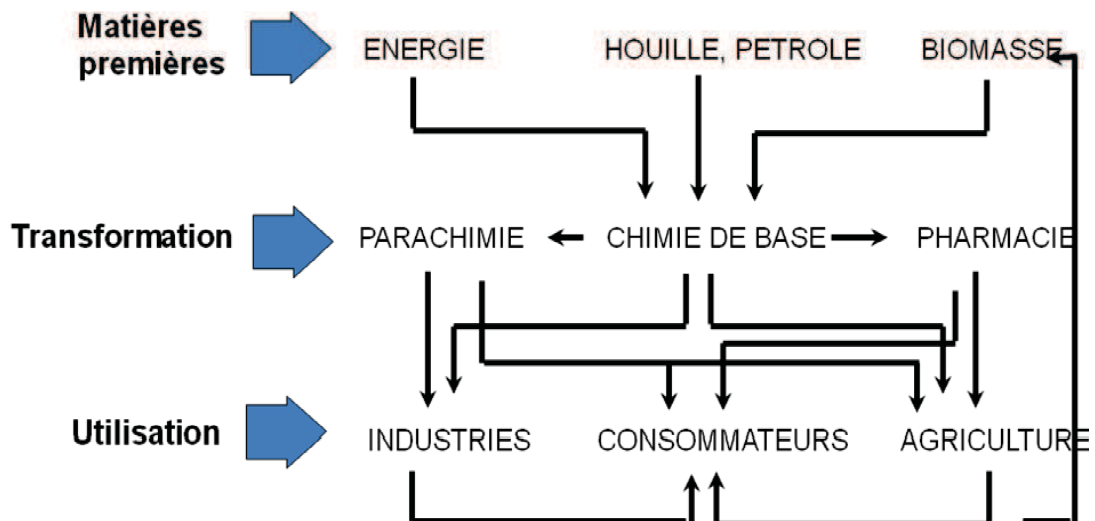 Matières
premières
ENERGIE
HOUILLE, PETROLE
BIOMASSE
Transformation
PARACHIMIE
CHIMIE DE BASE
PHARMACIE
Utilisation
INDUSTRIES
CONSOMMATEURS
AGRICULTURE